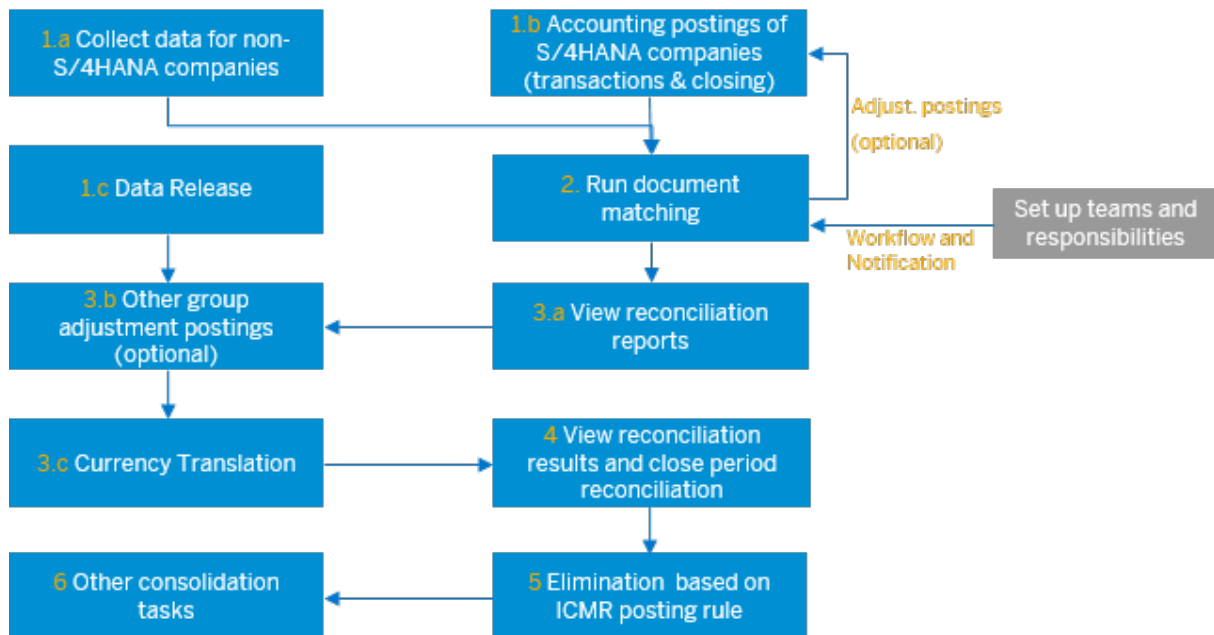 1.a Collect data for non-
S/4HANA companies
1.b Accounting postings of
S/4HANA companies
(transactions & closing)
Adjust. postings
(optional)
1.c Data Release
2. Run document
matching
Set up teams and
responsibilities
Workflow and
Notification
3.b Other group
adjustment postings
(optional)
3.a View reconciliation
reports
3.c Currency Translation
4 View reconciliation
results and close period
reconciliation
6 Other consolidation
tasks
5 Elimination based on
ICMR posting rule